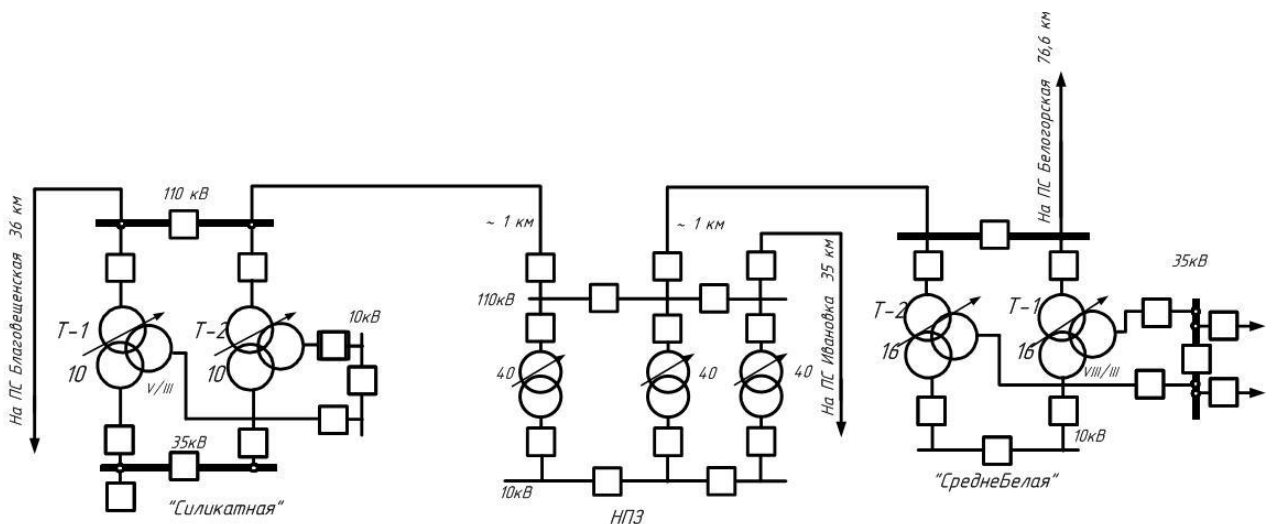 На ПС Благовещенская 36 км
110 кВ
Т-1
10
V/III
Т-2
10
10кВ
35кВ
"Силикатная"
~ 1 км
~ 1 км
110кВ
40
40
40
10кВ
НПЗ
На ПС Ивановка 35 км
На ПС Белогорская 76,6 км
Т-2
16
Т-1
16
VIII/III
35кВ
10кВ
"СреднеБелая"